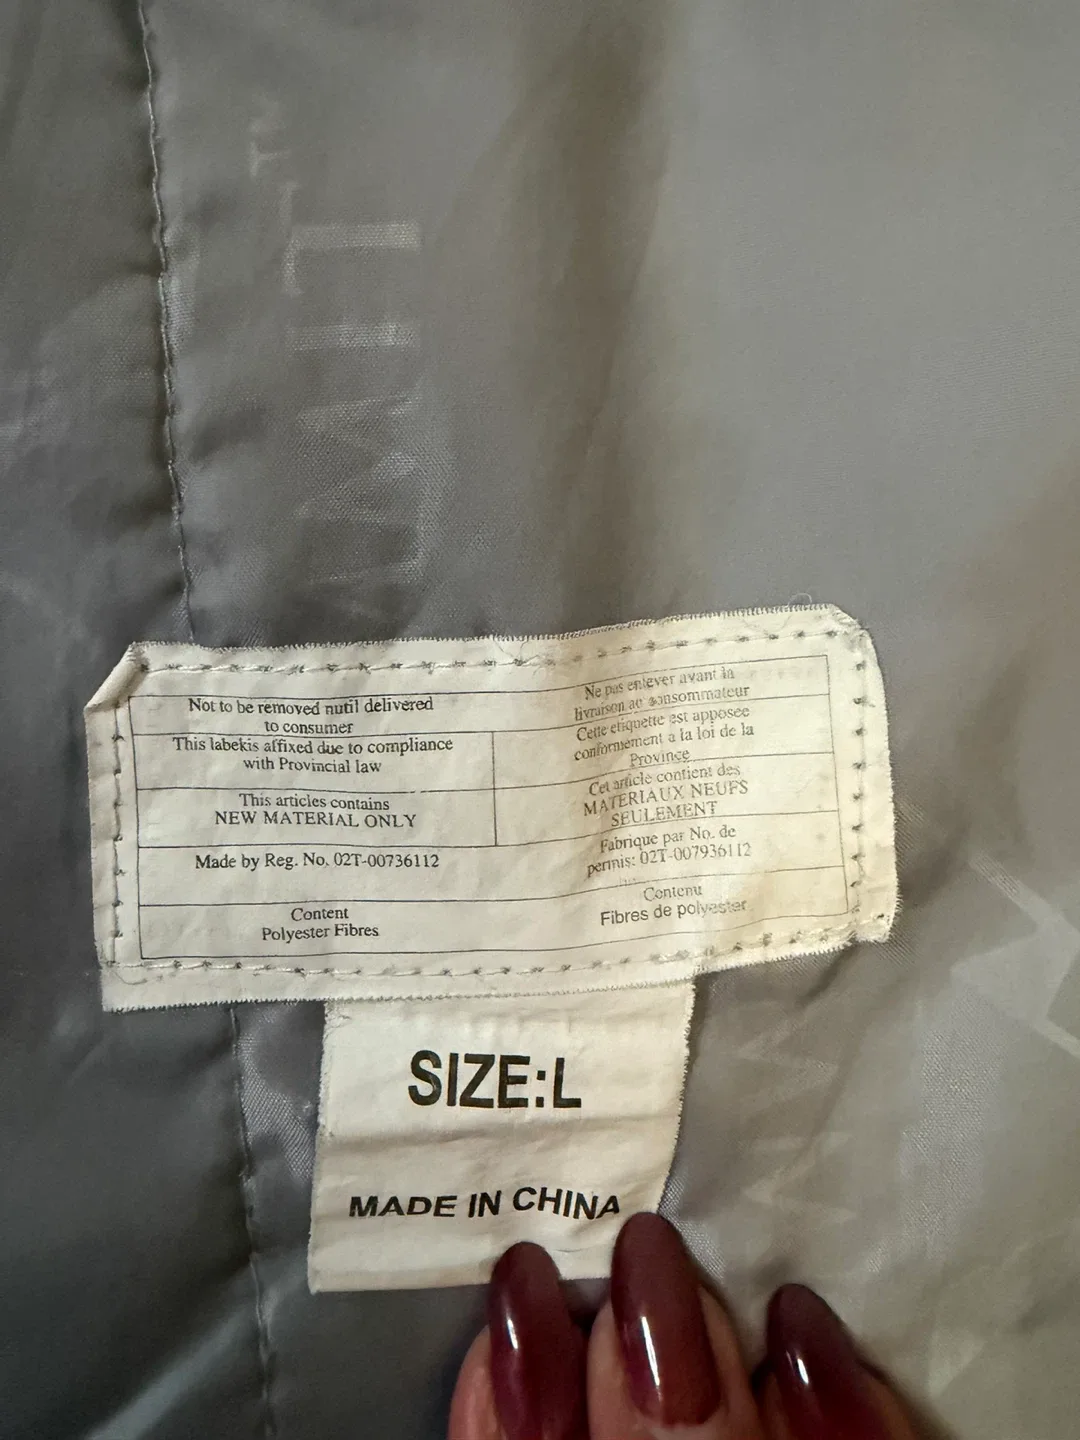 Not to be removed nutil delivered
to consumer
This labekis affixed due to compliance
with Provincial law
This articles contains
NEW MATERIAL ONLY
Made by Reg. No. 02T-00736112
Content
Polyester Fibres
Ne pas enlever avant la
livraison au consommateur
Cette etiquette est apposee
conformement a la loi de la
Province
Cet article contient des
MATERIAUX NEUFS
SEULEMENT
Fabrique par No. de
permis: 02T-007936112
Contenu
Fibres de polyester
SIZE:L
MADE IN CHINA